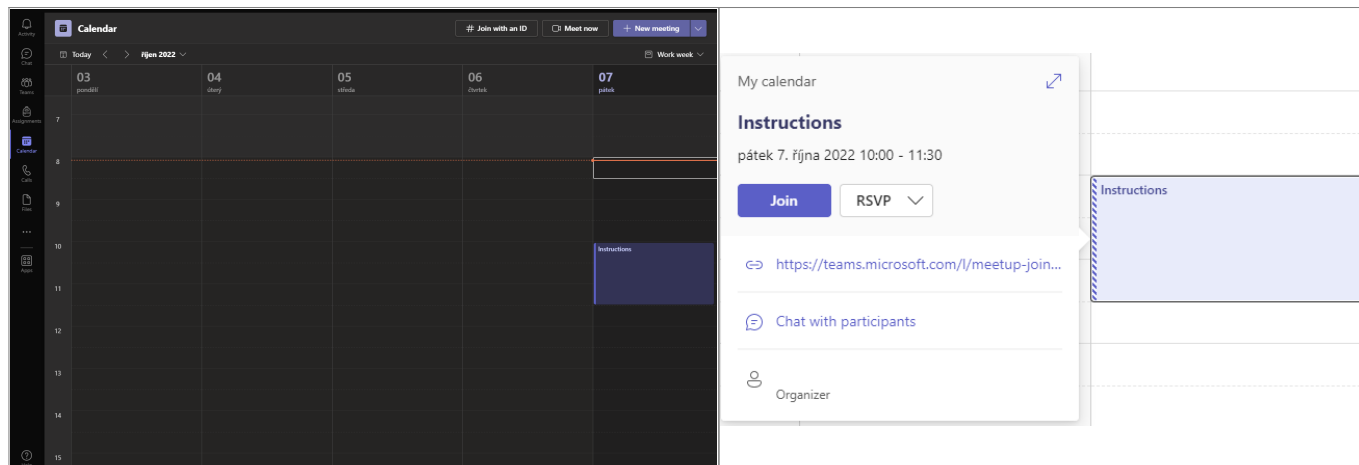 Activity
Chat
Teams
Assignments
Calendar
Calls
Files
Apps
Calendar
# Join with an ID
Meet now
+ New meeting
Today
říjen 2022
Work week
03
pondělí
04
úterý
05
středa
06
čtvrtek
07
pátek
7
8
9
10
11
12
13
14
15
Instructions
My calendar
Instructions
pátek 7. října 2022 10:00 - 11:30
Join
RSVP
https://teams.microsoft.com/l/meetup-join...
Chat with participants
Organizer
Instructions